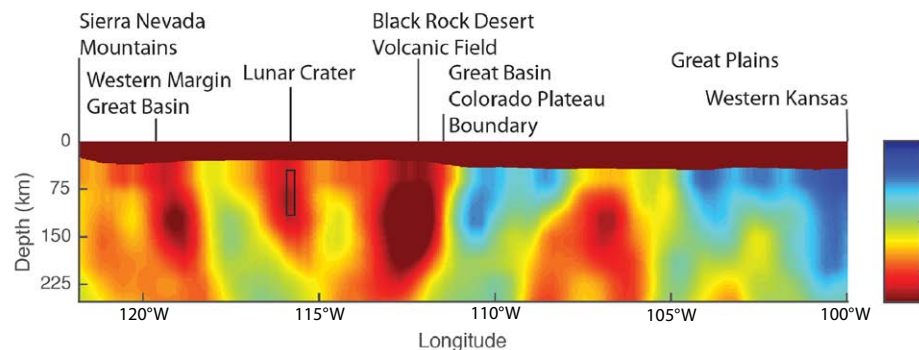 Sierra Nevada
Mountains
Western Margin
Great Basin
Lunar Crater
Black Rock Desert
Volcanic Field
Great Basin
Colorado Plateau
Boundary
Great Plains
Western Kansas
0
75
150
225
Depth (km)
120°W
115°W
110°W
105°W
100°W
Longitude